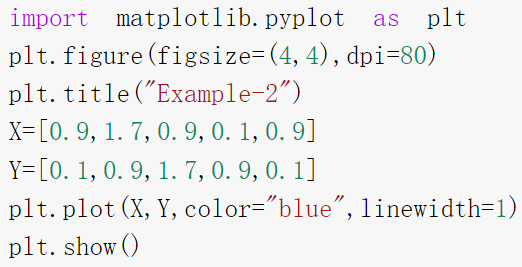 import matplotlib.pyplot as plt
plt.figure(figsize=(4,4),dpi=80)
plt.title("Example-2")
X=[0.9,1.7,0.9,0.1,0.9]
Y=[0.1,0.9,1.7,0.9,0.1]
plt.plot(X,Y,color="blue",linewidth=1)
plt.show()